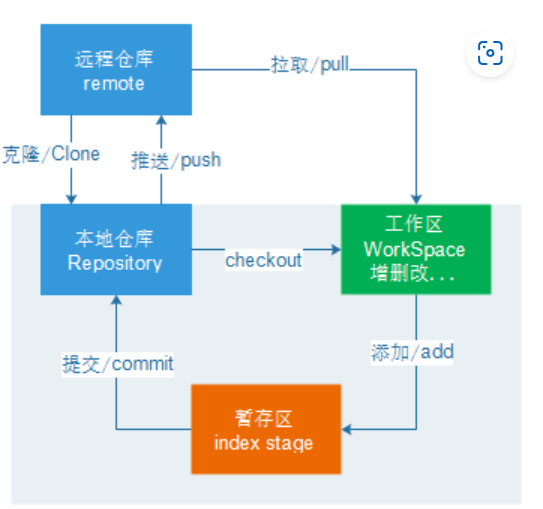 远程仓库
remote
拉取/pull
克隆/Clone
推送/push
本地仓库
Repository
checkout
工作区
WorkSpace
增删改...
提交/commit
添加/add
暂存区
index stage